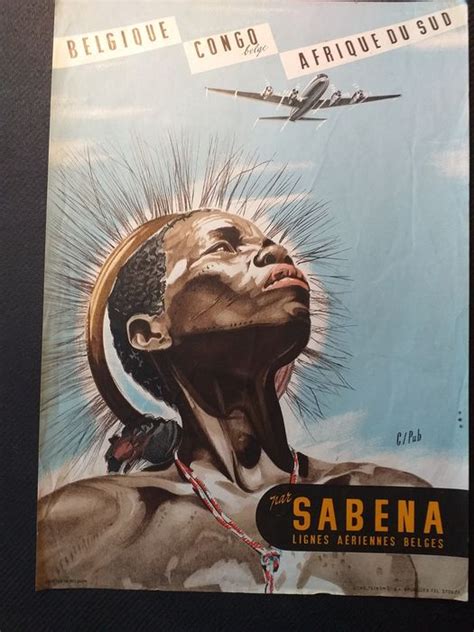 BELGIQUE
CONGO
belge
AFRIQUE DU SUD
G/Pub
par
SABENA
LIGNES AÉRIENNES BELGES